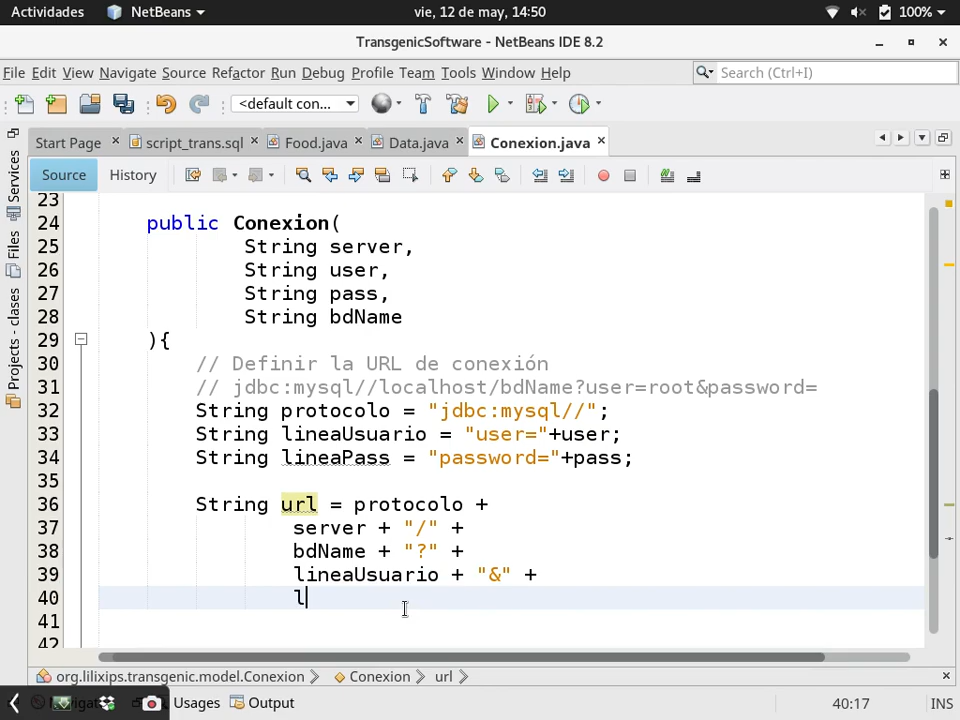 Actividades NetBeans vie, 12 de may, 14:50 100%
TransgenicSoftware - NetBeans IDE 8.2
File Edit View Navigate Source Refactor Run Debug Profile Team Tools Window Help Search (Ctrl+I)
<default con...
Start Page script_trans.sql Food.java Data.java Conexion.java
Source History
Services
Files
Projects - clases
23
24 public Conexion(
25 String server,
26 String user,
27 String pass,
28 String bdName
29 ){
30 // Definir la URL de conexión
31 // jdbc:mysql//localhost/bdName?user=root&password=
32 String protocolo = "jdbc:mysql//";
33 String lineaUsuario = "user="+user;
34 String lineaPass = "password="+pass;
35
36 String url = protocolo +
37 server + "/" +
38 bdName + "?" +
39 lineaUsuario + "&" +
40 l
41
42
org.lilixips.transgenic.model.Conexion Conexion url
Usages Output 40:17 INS